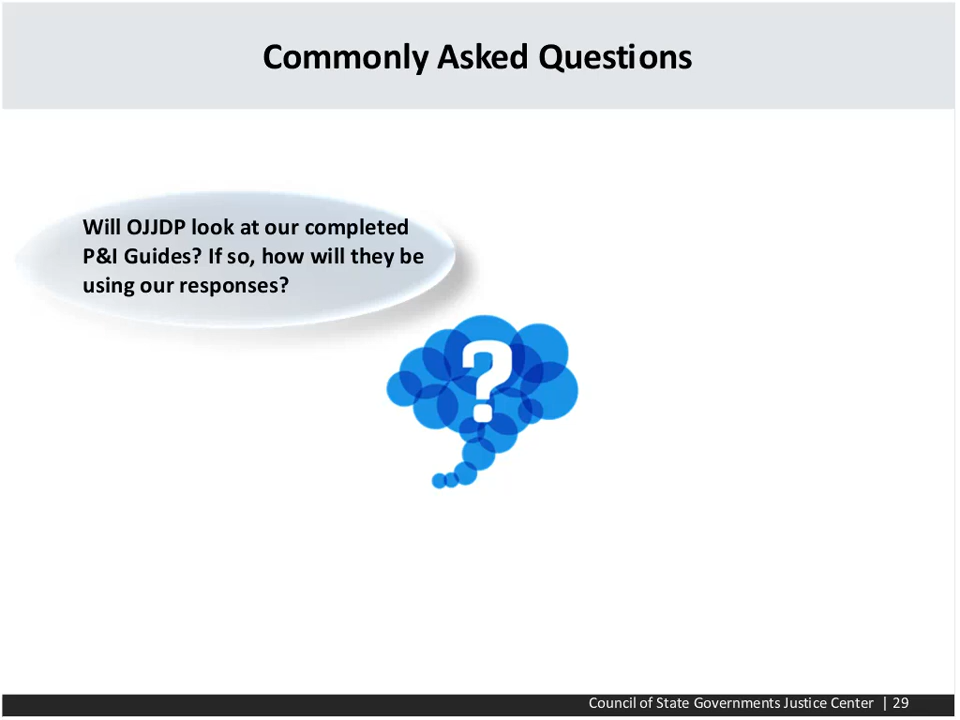 Commonly Asked Questions
Will OJJDP look at our completed
P&I Guides? If so, how will they be
using our responses?
?
Council of State Governments Justice Center | 29